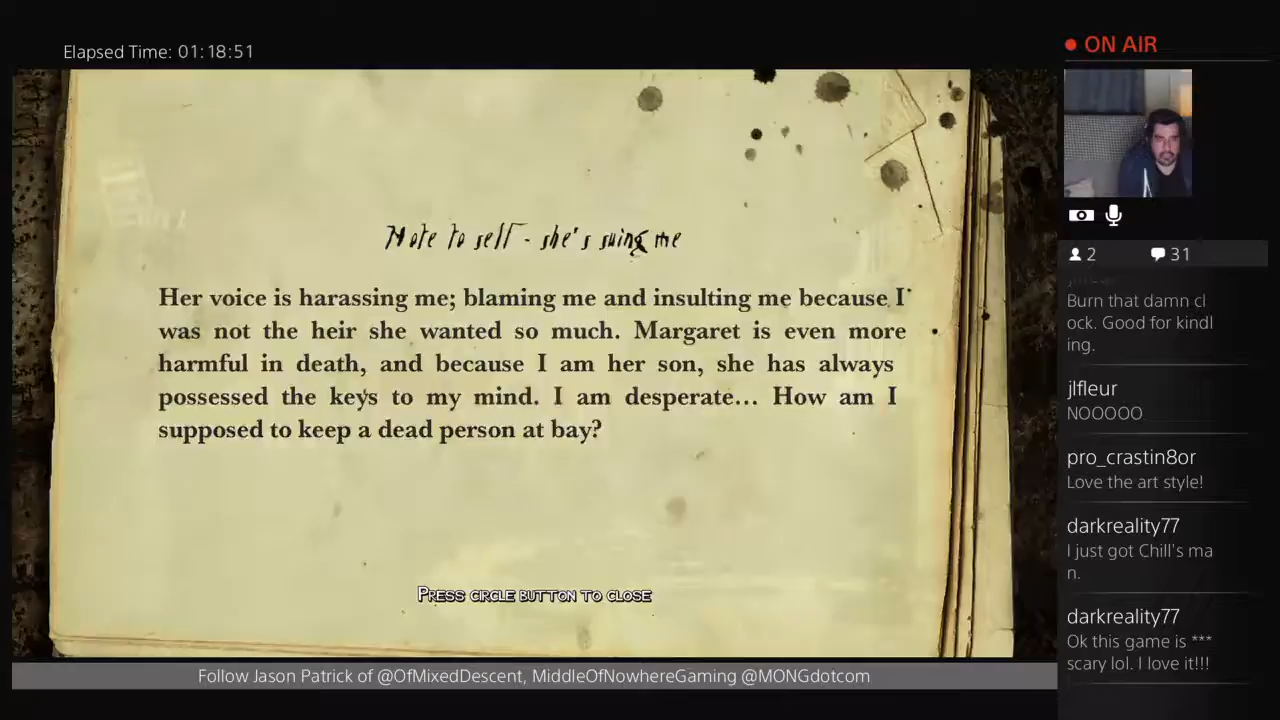 Elapsed Time: 01:18:51
ON AIR
Note to self - she's suing me
Her voice is harassing me; blaming me and insulting me because I
was not the heir she wanted so much. Margaret is even more
harmful in death, and because I am her son, she has always
possessed the keys to my mind. I am desperate... How am I
supposed to keep a dead person at bay?
PRESS CIRCLE BUTTON TO CLOSE
Follow Jason Patrick of @OfMixedDescent, MiddleOfNowhereGaming @MONGdotcom
2
31
Burn that damn cl
ock. Good for kindl
ing.
jlfleur
NOOOOO
pro_crastin8or
Love the art style!
darkreality77
I just got Chill's ma
n.
darkreality77
Ok this game is ***
scary lol. I love it!!!